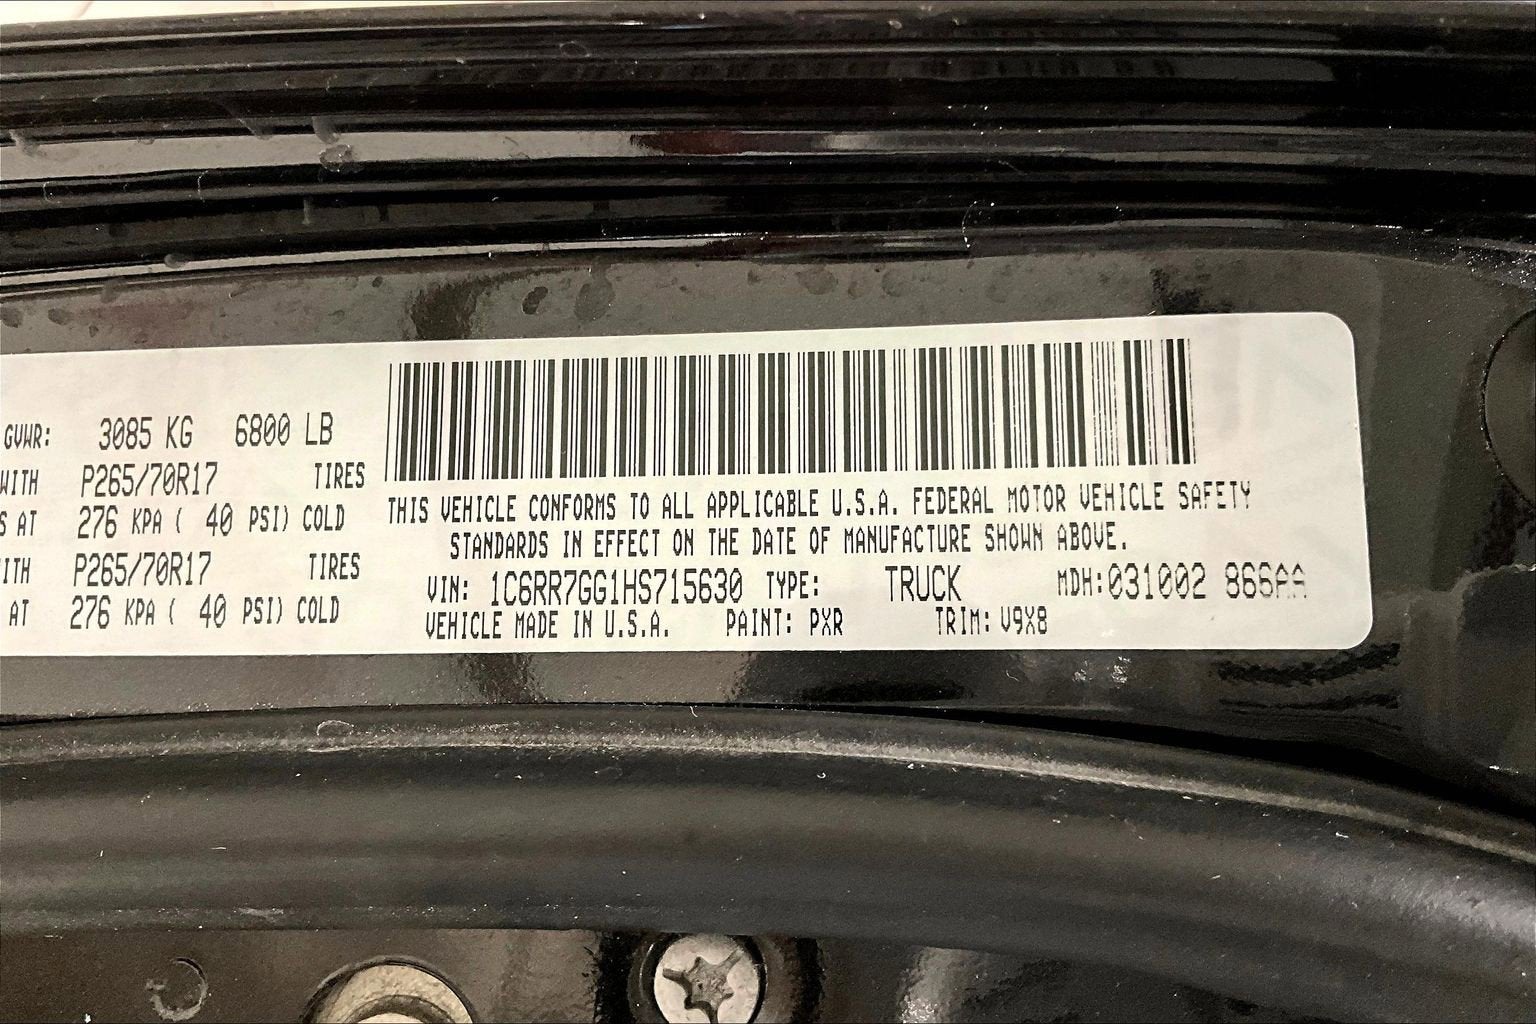 GVWR: 3085 KG 6800 LB
WITH P265/70R17 TIRES
S AT 276 KPA ( 40 PSI) COLD
ITH P265/70R17 TIRES
AT 276 KPA ( 40 PSI) COLD
THIS VEHICLE CONFORMS TO ALL APPLICABLE U.S.A. FEDERAL MOTOR VEHICLE SAFETY
STANDARDS IN EFFECT ON THE DATE OF MANUFACTURE SHOWN ABOVE.
VIN: 1C6RR7GG1HS715630 TYPE: TRUCK MDH:031002 866AA
VEHICLE MADE IN U.S.A. PAINT: PXR TRIM: V9X8